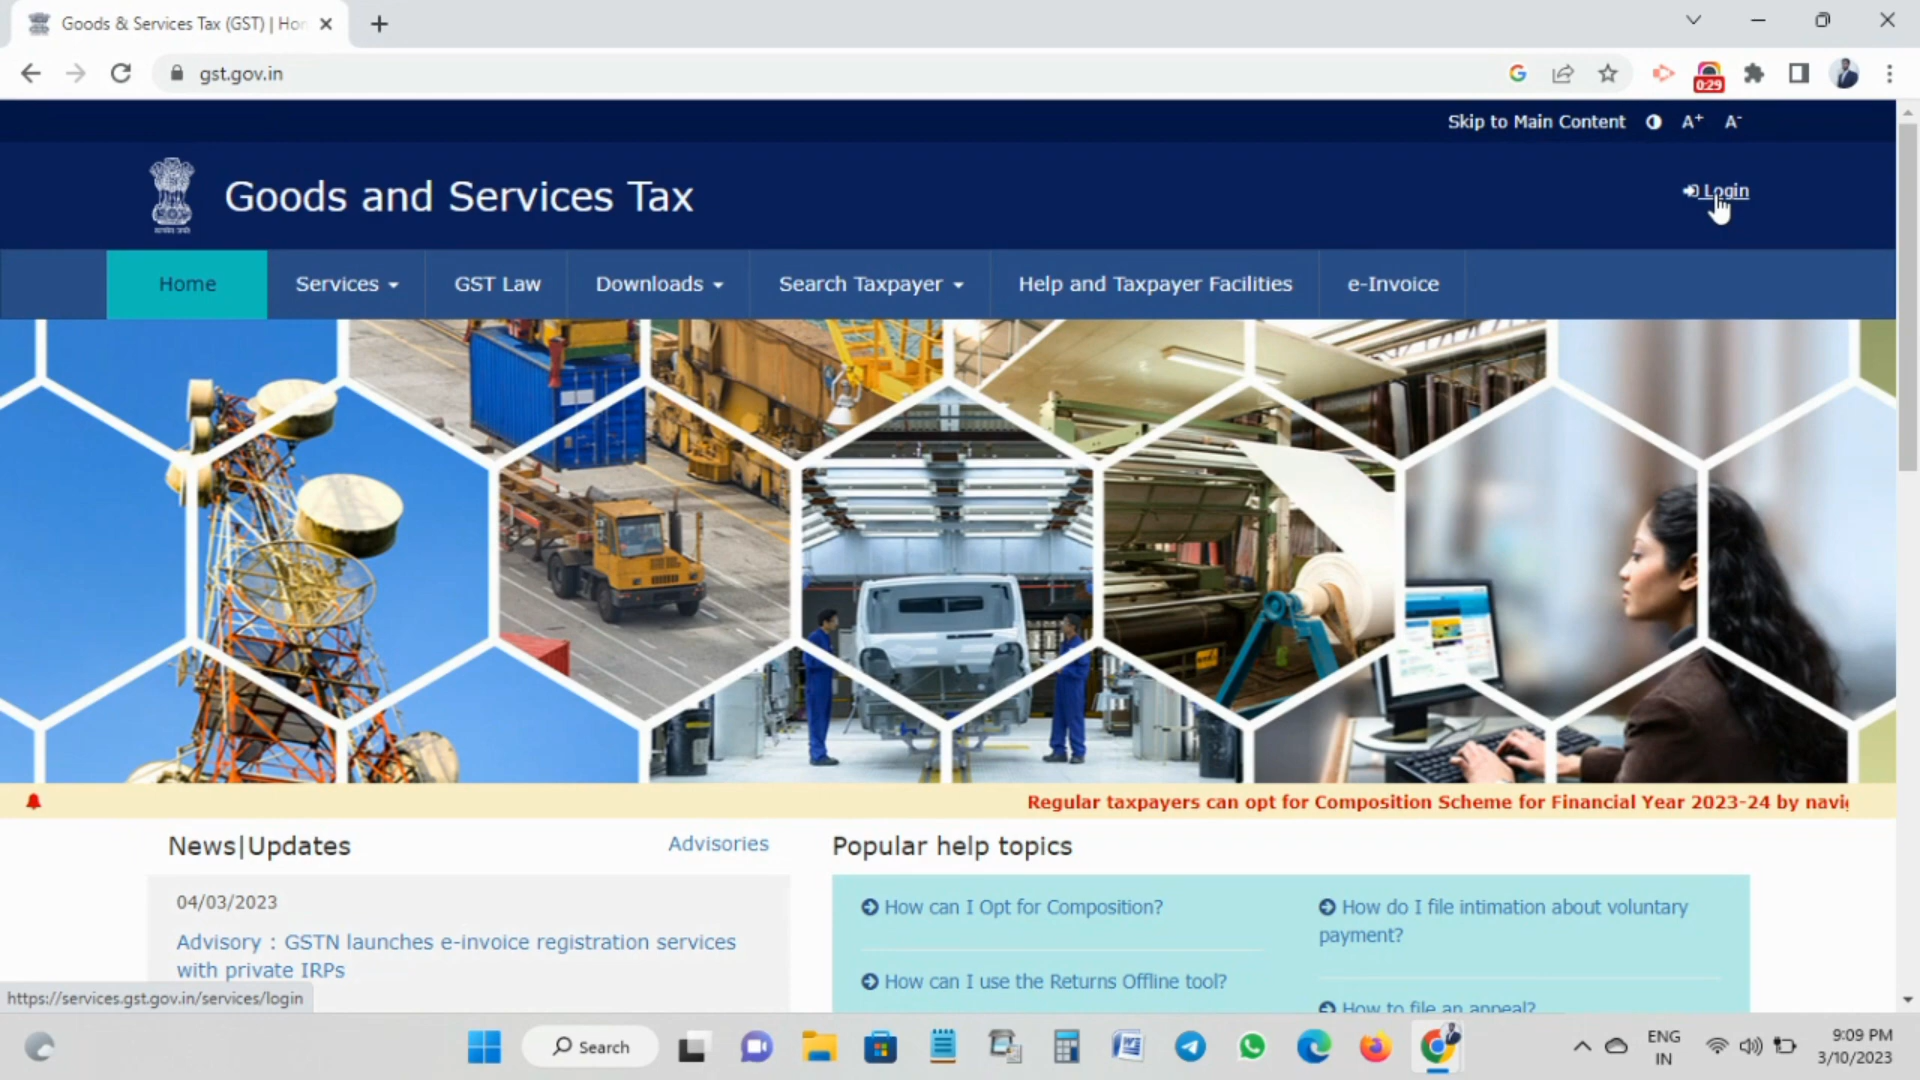 Goods & Services Tax (GST) | Hor
gst.gov.in
0:29
Skip to Main Content A+ A-
Goods and Services Tax
Login
Home Services GST Law Downloads Search Taxpayer Help and Taxpayer Facilities e-Invoice
Regular taxpayers can opt for Composition Scheme for Financial Year 2023-24 by navi
News|Updates Advisories
04/03/2023
Advisory : GSTN launches e-invoice registration services
with private IRPs
Popular help topics
How can I Opt for Composition?
How can I use the Returns Offline tool?
How do I file intimation about voluntary
payment?
How to file an appeal?
https://services.gst.gov.in/services/login
Search
ENG
IN
9:09 PM
3/10/2023